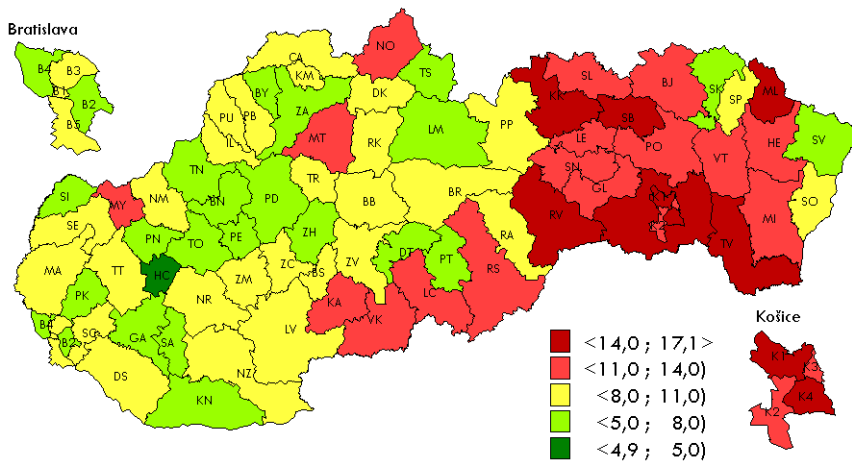 Bratislava
B4
B3
B1
B2
B5
NO
CA
KM
TS
BY
ZA
DK
PU
PB
IL
MT
RK
LM
PP
KK
SL
BJ
SK
SP
ML
SB
SV
LE
PO
HE
VT
SN
GL
TN
BN
PD
TR
BB
BR
RV
SO
SI
MY
NM
MI
SE
PN
TO
PE
ZH
RA
TV
DT
PT
MA
TT
HC
ZM
ZC
BS
ZV
RS
PK
NR
KA
LC
VK
B4
B2
SC
GA
SA
LV
DS
NZ
KN
Košice
K1
K3
K4
K2
<14,0 ; 17,1>
<11,0 ; 14,0)
<8,0 ; 11,0)
<5,0 ; 8,0)
<4,9 ; 5,0)